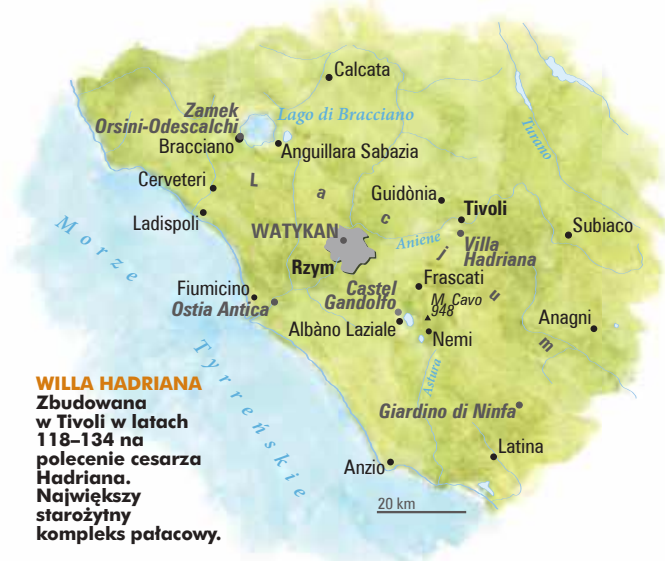 Calcata
Zamek
Orsini-Odescalchi
Lago di Bracciano
Turano
Bracciano
Anguillara Sabazia
Cerveteri
L a c j u m
Guidònia
Tivoli
Ladispoli
WATYKAN
Aniene
Villa
Hadriana
Subiaco
Morze
Tyrreńskie
Rzym
Frascati
Fiumicino
Castel
Gandolfo
M. Cavo
948
Ostia Antica
Albàno Laziale
Nemi
Anagni
Astura
WILLA HADRIANA
Zbudowana
w Tivoli w latach
118–134 na
polecenie cesarza
Hadriana.
Największy
starożytny
kompleks pałacowy.
Giardino di Ninfa
Latina
Anzio
20 km